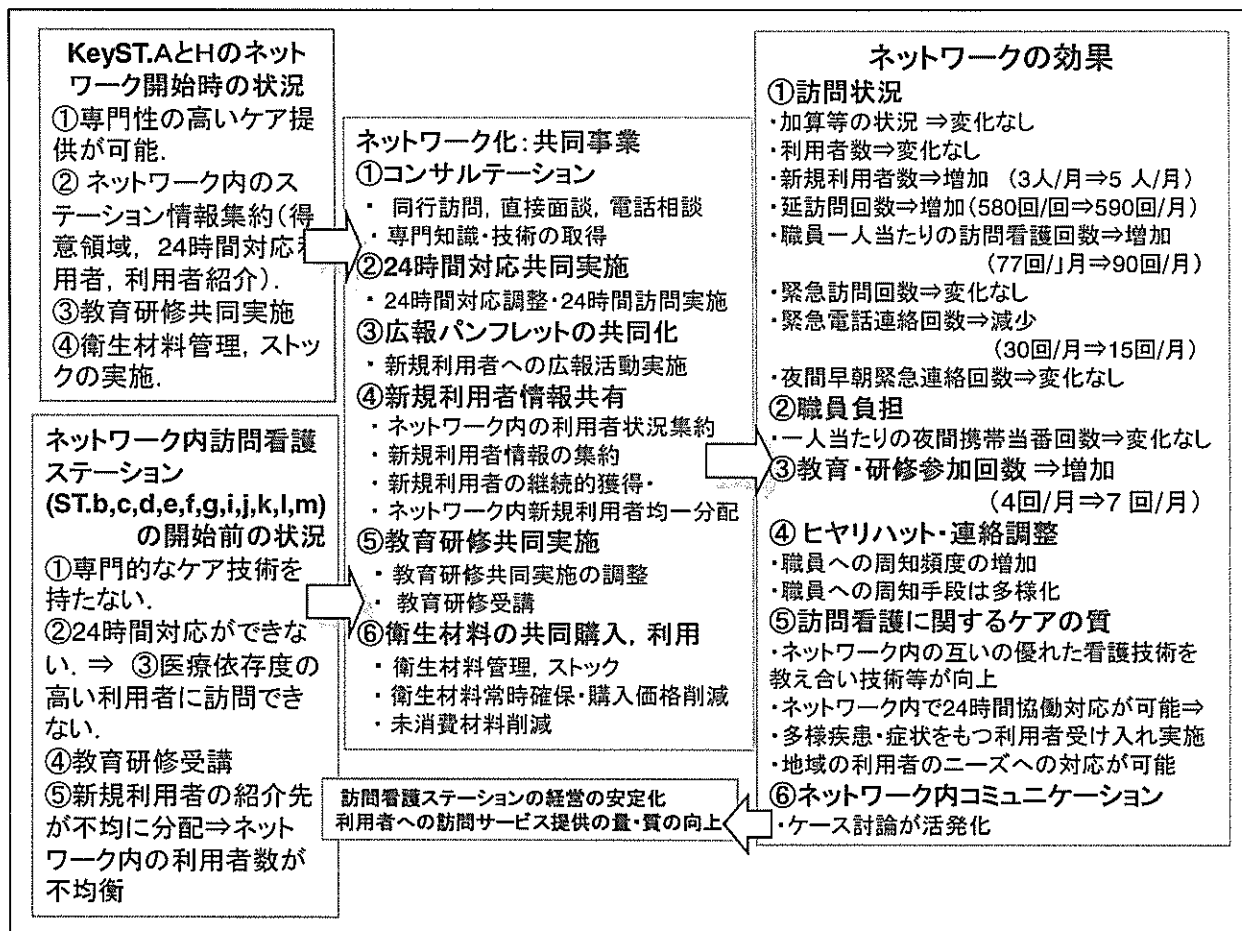 KeyST.AとHのネット
ワーク開始時の状況
①専門性の高いケア提
供が可能.
② ネットワーク内のス
テーション情報集約(得
意領域, 24時間対応利
用者, 利用者紹介).
③教育研修共同実施
④衛生材料管理, ストッ
クの実施.
ネットワーク内訪問看護
ステーション
(ST.b,c,d,e,f,g,i,j,k,l,m)
の開始前の状況
①専門的なケア技術を
持たない.
②24時間対応ができな
い. ⇒ ③医療依存度の
高い利用者に訪問でき
ない.
④教育研修受講
⑤新規利用者の紹介先
が不均に分配⇒ネット
ワーク内の利用者数が
不均衡
ネットワーク化：共同事業
①コンサルテーション
・ 同行訪問, 直接面談, 電話相談
・専門知識・技術の取得
②24時間対応共同実施
・24時間対応調整・24時間訪問実施
③広報パンフレットの共同化
・新規利用者への広報活動実施
④新規利用者情報共有
・ネットワーク内の利用者状況集約
・新規利用者情報の集約
・新規利用者の継続的獲得・
・ネットワーク内新規利用者均一分配
⑤教育研修共同実施
・ 教育研修共同実施の調整
・ 教育研修受講
⑥衛生材料の共同購入, 利用
・ 衛生材料管理, ストック
・衛生材料常時確保・購入価格削減
・未消費材料削減
ネットワークの効果
①訪問状況
・加算等の状況 ⇒変化なし
・利用者数⇒変化なし
・新規利用者数⇒増加 (3人/月⇒5 人/月)
・延訪問回数⇒増加(580回/回⇒590回/月)
・職員一人当たりの訪問看護回数⇒増加
(77回/」月⇒90回/月)
・緊急訪問回数⇒変化なし
・緊急電話連絡回数⇒減少
(30回/月⇒15回/月)
・夜間早朝緊急連絡回数⇒変化なし
②職員負担
・一人当たりの夜間携帯当番回数⇒変化なし
③教育・研修参加回数 ⇒増加
(4回/月⇒7 回/月)
④ ヒヤリハット・連絡調整
・職員への周知頻度の増加
・職員への周知手段は多様化
⑤訪問看護に関するケアの質
・ネットワーク内の互いの優れた看護技術を
教え合い技術等が向上
・ネットワーク内で24時間協働対応が可能⇒
・多様疾患・症状をもつ利用者受け入れ実施
・地域の利用者のニーズへの対応が可能
⑥ネットワーク内コミュニケーション
・ケース討論が活発化
訪問看護ステーションの経営の安定化
利用者への訪問サービス提供の量・質の向上